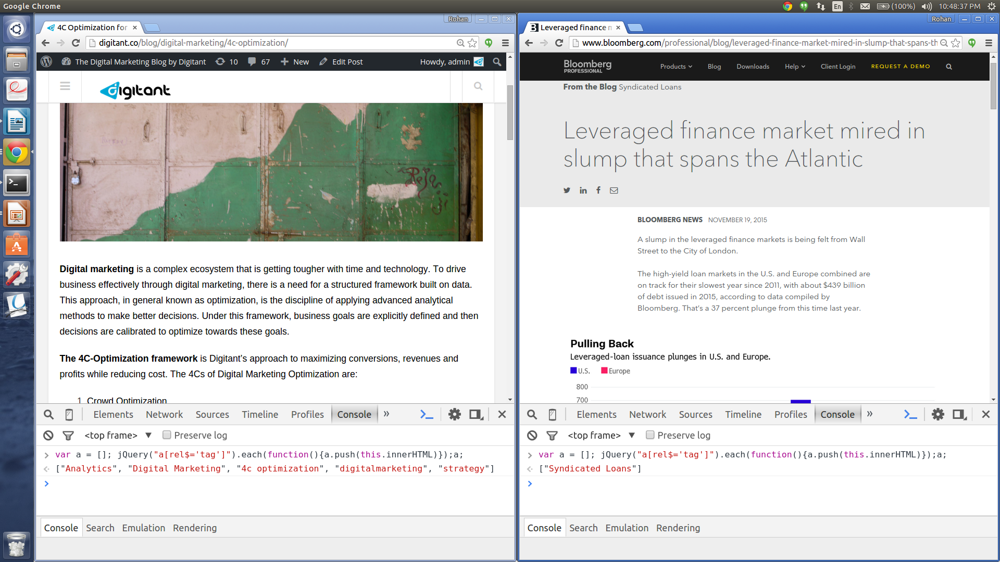 Google Chrome
En
(100%)
10:48:37 PM
Rohan
4C Optimization for
digitant.co/blog/digital-marketing/4c-optimization/
The Digital Marketing Blog by Digitant
10
67
New
Edit Post
Howdy, admin
digitant
Digital marketing is a complex ecosystem that is getting tougher with time and technology. To drive
business effectively through digital marketing, there is a need for a structured framework built on data.
This approach, in general known as optimization, is the discipline of applying advanced analytical
methods to make better decisions. Under this framework, business goals are explicitly defined and then
decisions are calibrated to optimize towards these goals.
The 4C-Optimization framework is Digitant's approach to maximizing conversions, revenues and
profits while reducing cost. The 4Cs of Digital Marketing Optimization are:
1. Crowd Optimization
Elements Network Sources Timeline Profiles Console »
<top frame> ▼ Preserve log
var a = []; jQuery("a[rel$='tag']").each(function(){a.push(this.innerHTML)});a;
["Analytics", "Digital Marketing", "4c optimization", "digitalmarketing", "strategy"]
Console Search Emulation Rendering
Rohan
B Leveraged finance m
www.bloomberg.com/professional/blog/leveraged-finance-market-mired-in-slump-that-spans-th
Bloomberg
PROFESSIONAL
Products
Blog
Downloads
Help
Client Login
REQUEST A DEMO
From the Blog Syndicated Loans
Leveraged finance market mired in
slump that spans the Atlantic
BLOOMBERG NEWS NOVEMBER 19, 2015
A slump in the leveraged finance markets is being felt from Wall
Street to the City of London.
The high-yield loan markets in the U.S. and Europe combined are
on track for their slowest year since 2011, with about $439 billion
of debt issued in 2015, according to data compiled by
Bloomberg. That's a 37 percent plunge from this time last year.
Pulling Back
Leveraged-loan issuance plunges in U.S. and Europe.
U.S. Europe
800
700
Elements Network Sources Timeline Profiles Console »
<top frame> ▼ Preserve log
var a = []; jQuery("a[rel$='tag']").each(function(){a.push(this.innerHTML)});a;
["Syndicated Loans"]
Console Search Emulation Rendering